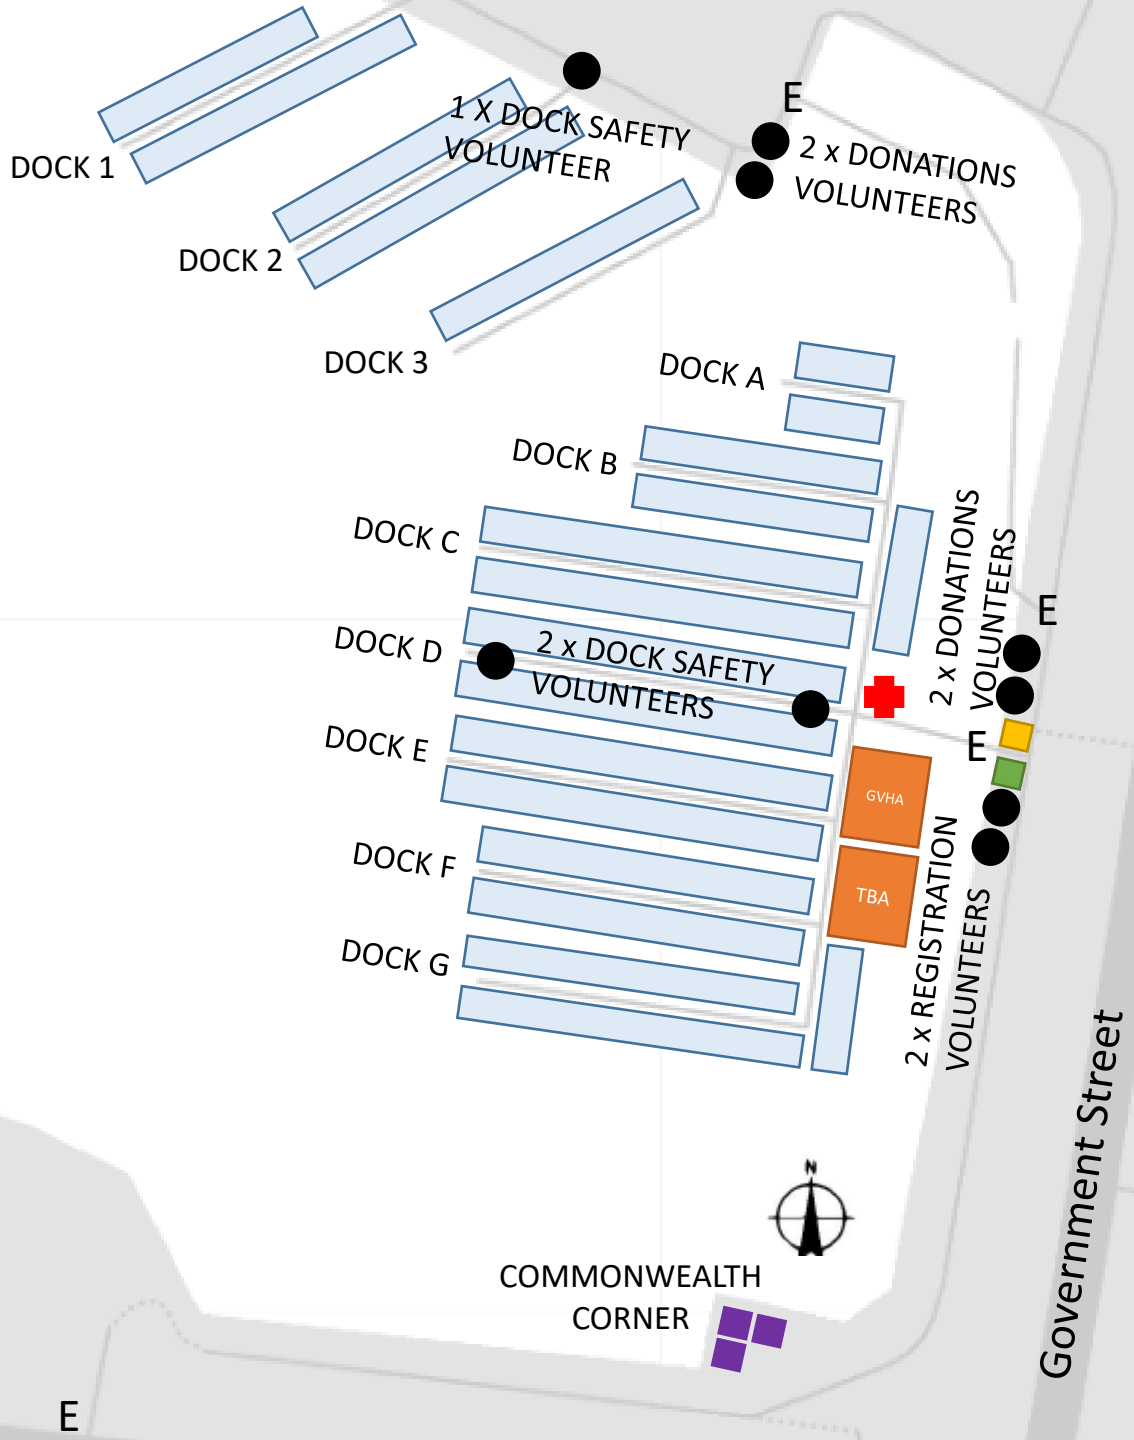 E
1 X DOCK SAFETY
VOLUNTEER
2 x DONATIONS
VOLUNTEERS
DOCK 1
DOCK 2
DOCK 3
DOCK A
DOCK B
DOCK C
2 x DONATIONS
VOLUNTEERS
E
DOCK D
2 x DOCK SAFETY
VOLUNTEERS
DOCK E
E
GVHA
DOCK F
TBA
2 x REGISTRATION
VOLUNTEERS
DOCK G
Government Street
N
COMMONWEALTH
CORNER
E